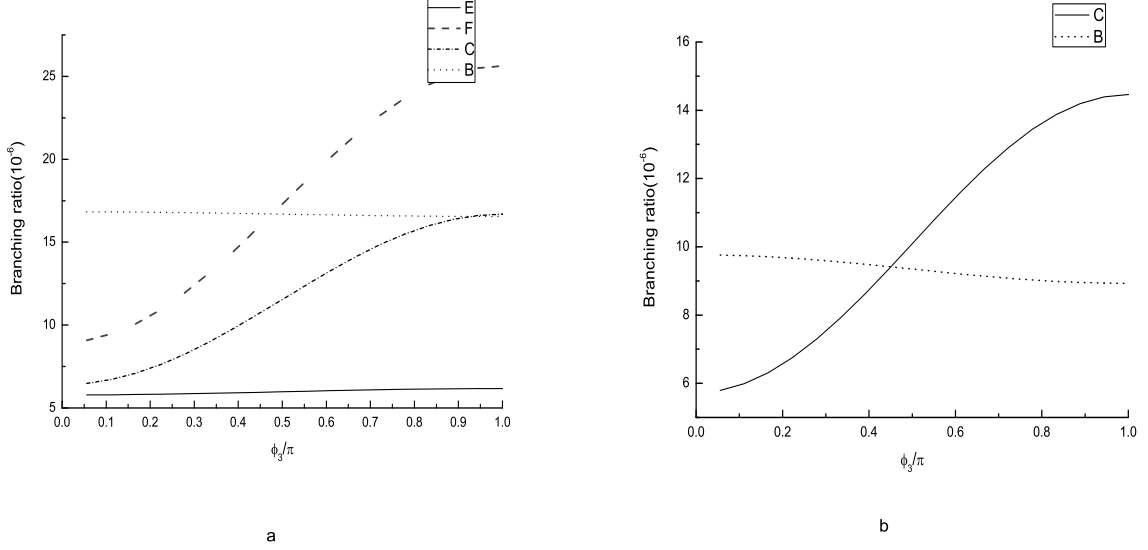 E
F
C
B
25
20
15
10
5
0.0 0.1 0.2 0.3 0.4 0.5 0.6 0.7 0.8 0.9 1.0
Branching ratio(10⁻⁶)
ϕ₃/π
a
C
B
16
14
12
10
8
6
0.0 0.2 0.4 0.6 0.8 1.0
Branching ratio(10⁻⁶)
ϕ₃/π
b